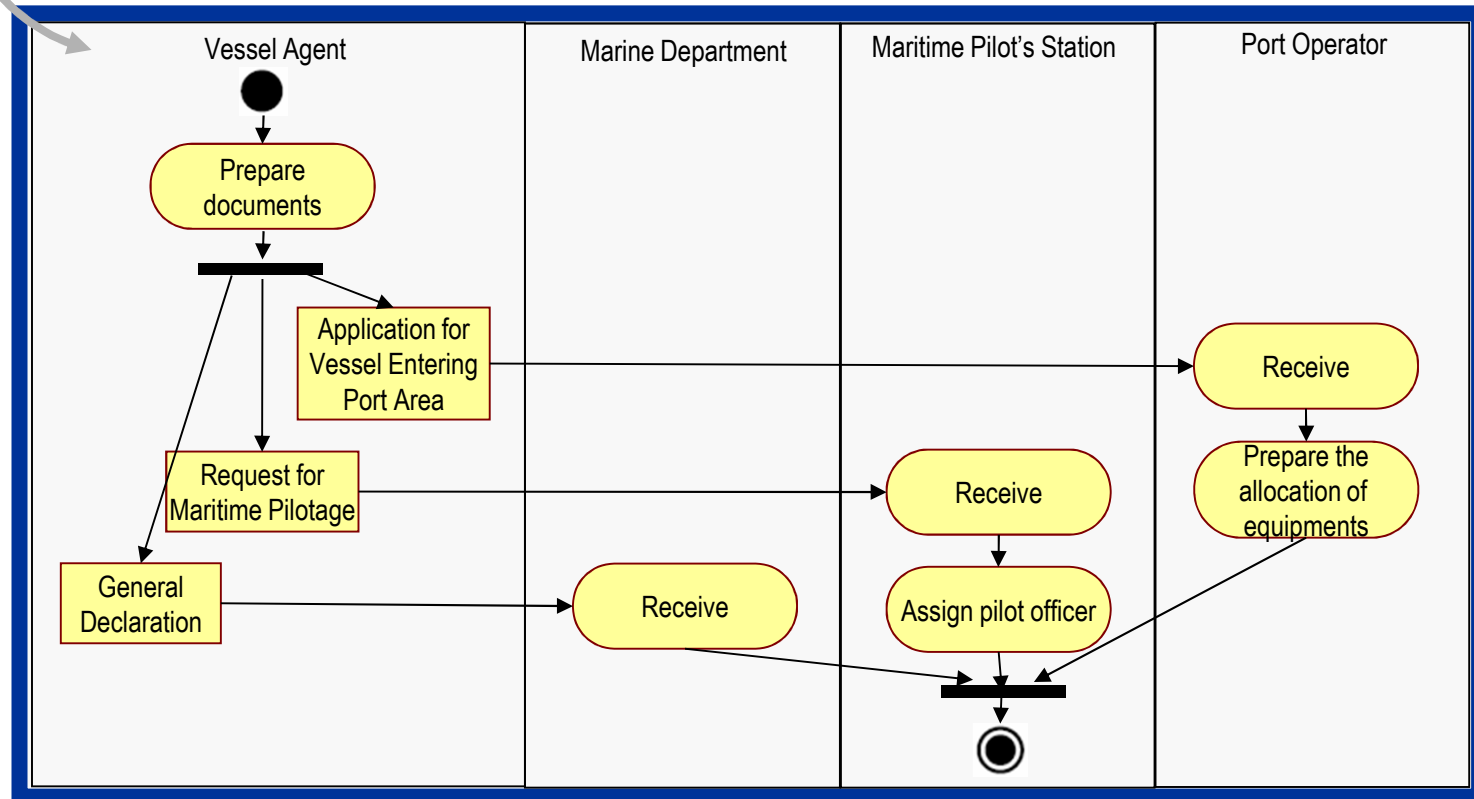 Vessel Agent
Marine Department
Maritime Pilot's Station
Port Operator
Prepare
documents
Application for
Vessel Entering
Port Area
Receive
Request for
Maritime Pilotage
Receive
Prepare the
allocation of
equipments
General
Declaration
Receive
Assign pilot officer